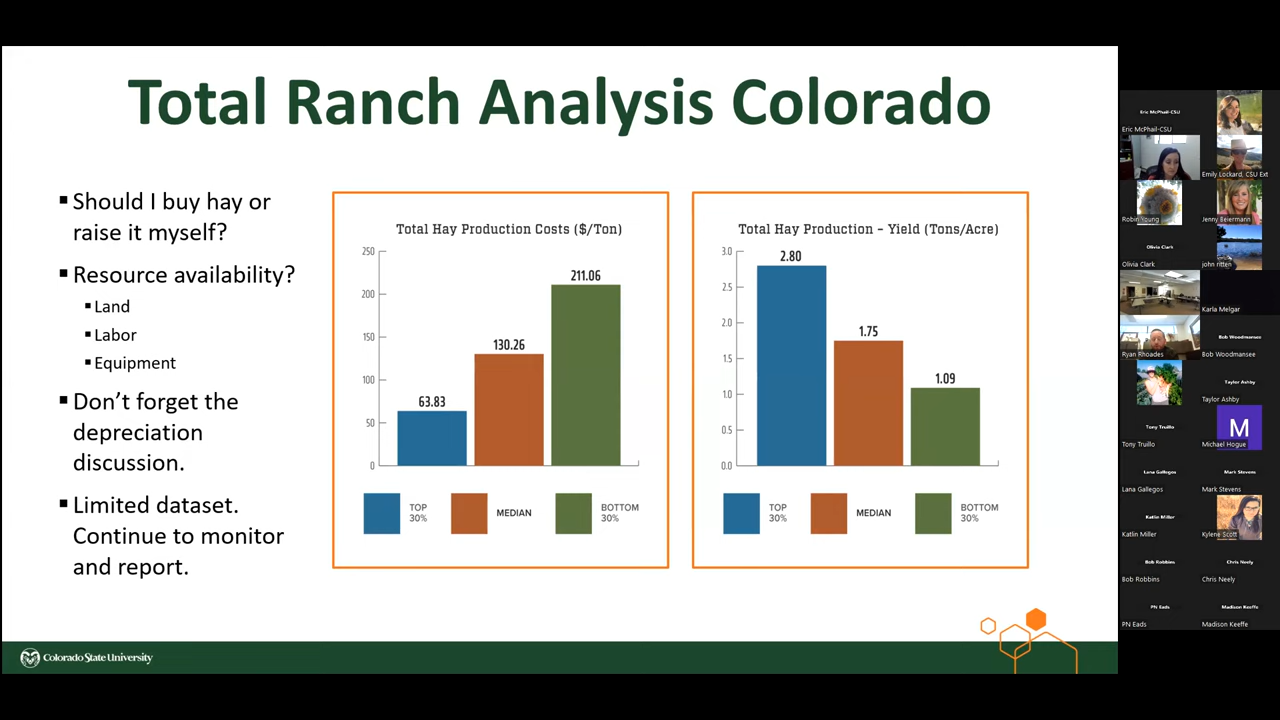 Total Ranch Analysis Colorado
▪ Should I buy hay or
raise it myself?
▪ Resource availability?
▪ Land
▪ Labor
▪ Equipment
▪ Don’t forget the
depreciation
discussion.
▪ Limited dataset.
Continue to monitor
and report.
Total Hay Production Costs ($/Ton)
250
200
150
100
50
0
63.83
130.26
211.06
TOP
30%
MEDIAN
BOTTOM
30%
Total Hay Production – Yield (Tons/Acre)
3.0
2.5
2.0
1.5
1.0
0.5
0.0
2.80
1.75
1.09
TOP
30%
MEDIAN
BOTTOM
30%
Colorado State University
Eric McPhail-CSU
Eric McPhail-CSU
Emily Lockard, CSU Ext
Robin Young
Jenny Beiermann
Olivia Clark
Olivia Clark
john ritten
Karla Melgar
Ryan Rhoades
Bob Woodmansee
Bob Woodmansee
Taylor Ashby
Taylor Ashby
Tony Truillo
Tony Truillo
M
Michael Hogue
Lana Gallegos
Lana Gallegos
Mark Stevens
Mark Stevens
Katlin Miller
Katlin Miller
Kylene Scott
Bob Robbins
Bob Robbins
Chris Neely
Chris Neely
PN Eads
PN Eads
Madison Keeffe
Madison Keeffe